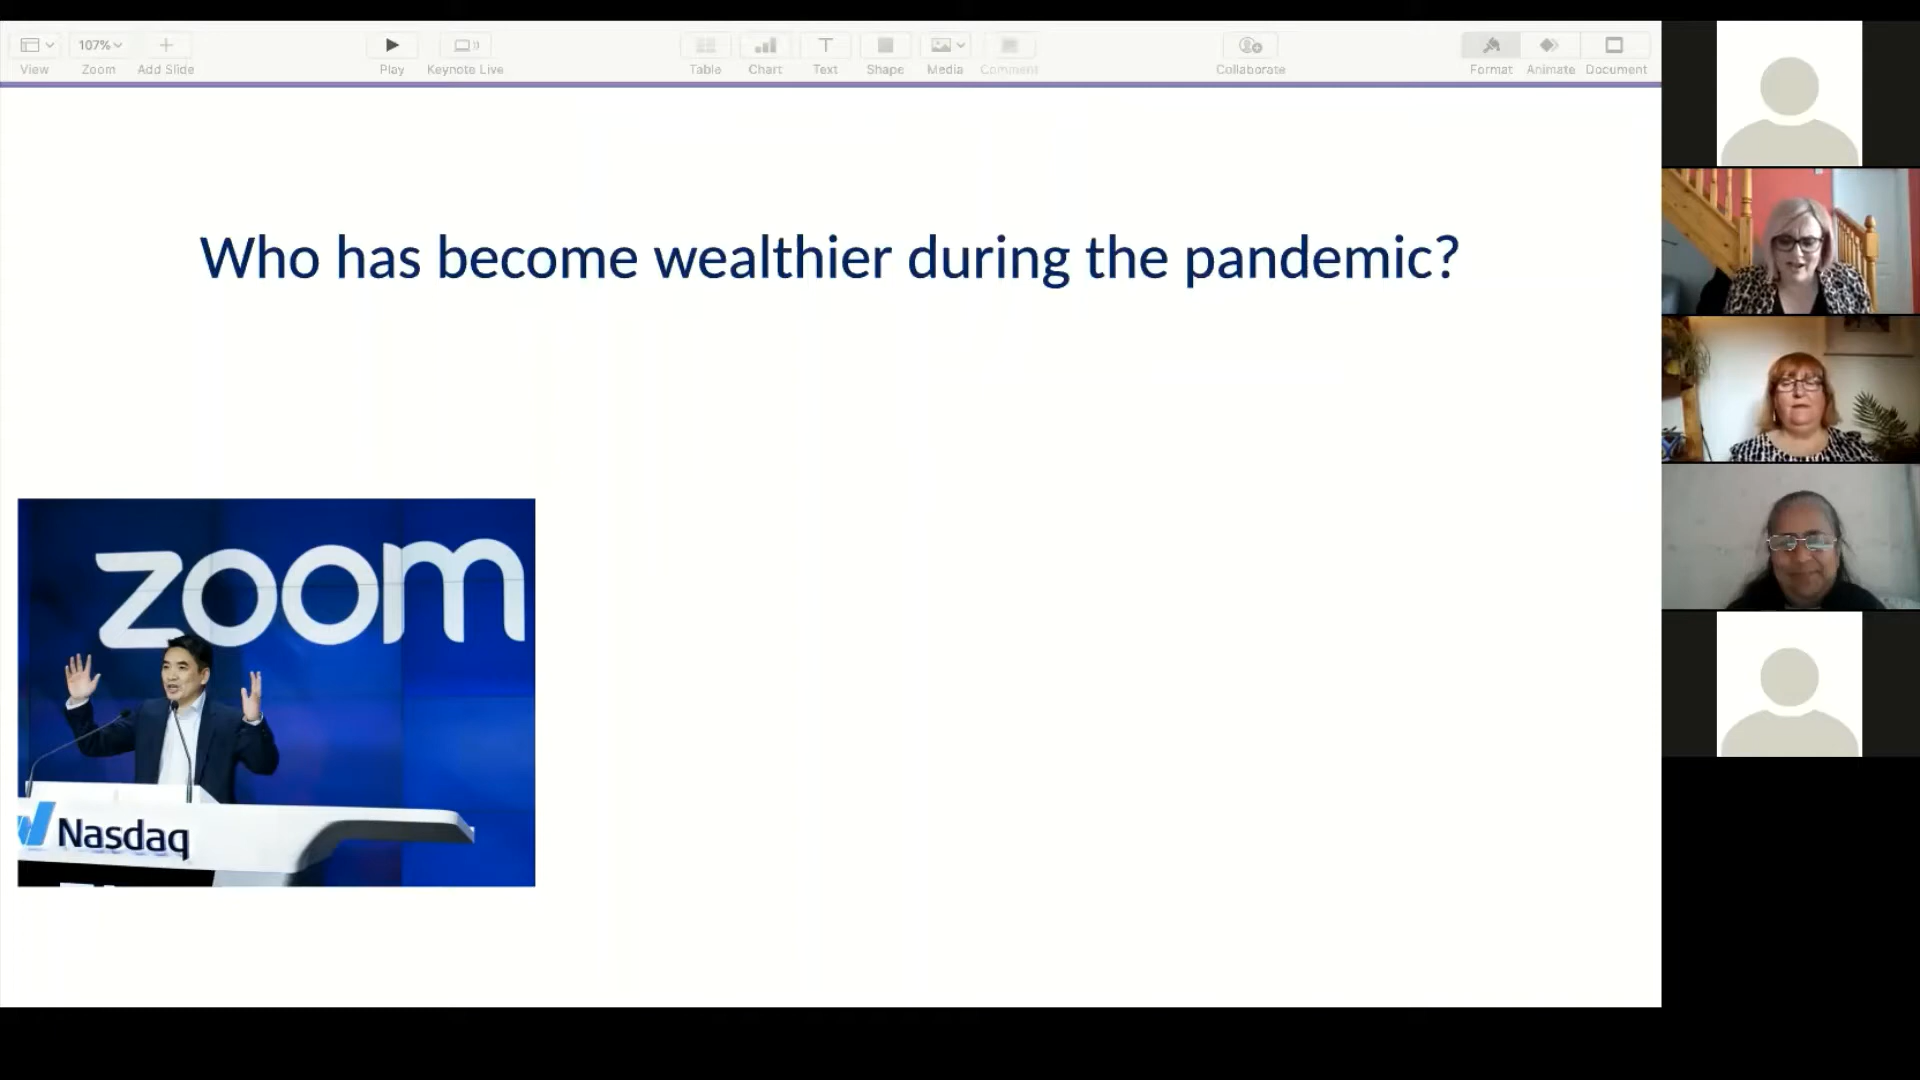 107%
View Zoom Add Slide Play Keynote Live Table Chart Text Shape Media Comment Collaborate Format Animate Document
Who has become wealthier during the pandemic?
zoom
Nasdaq